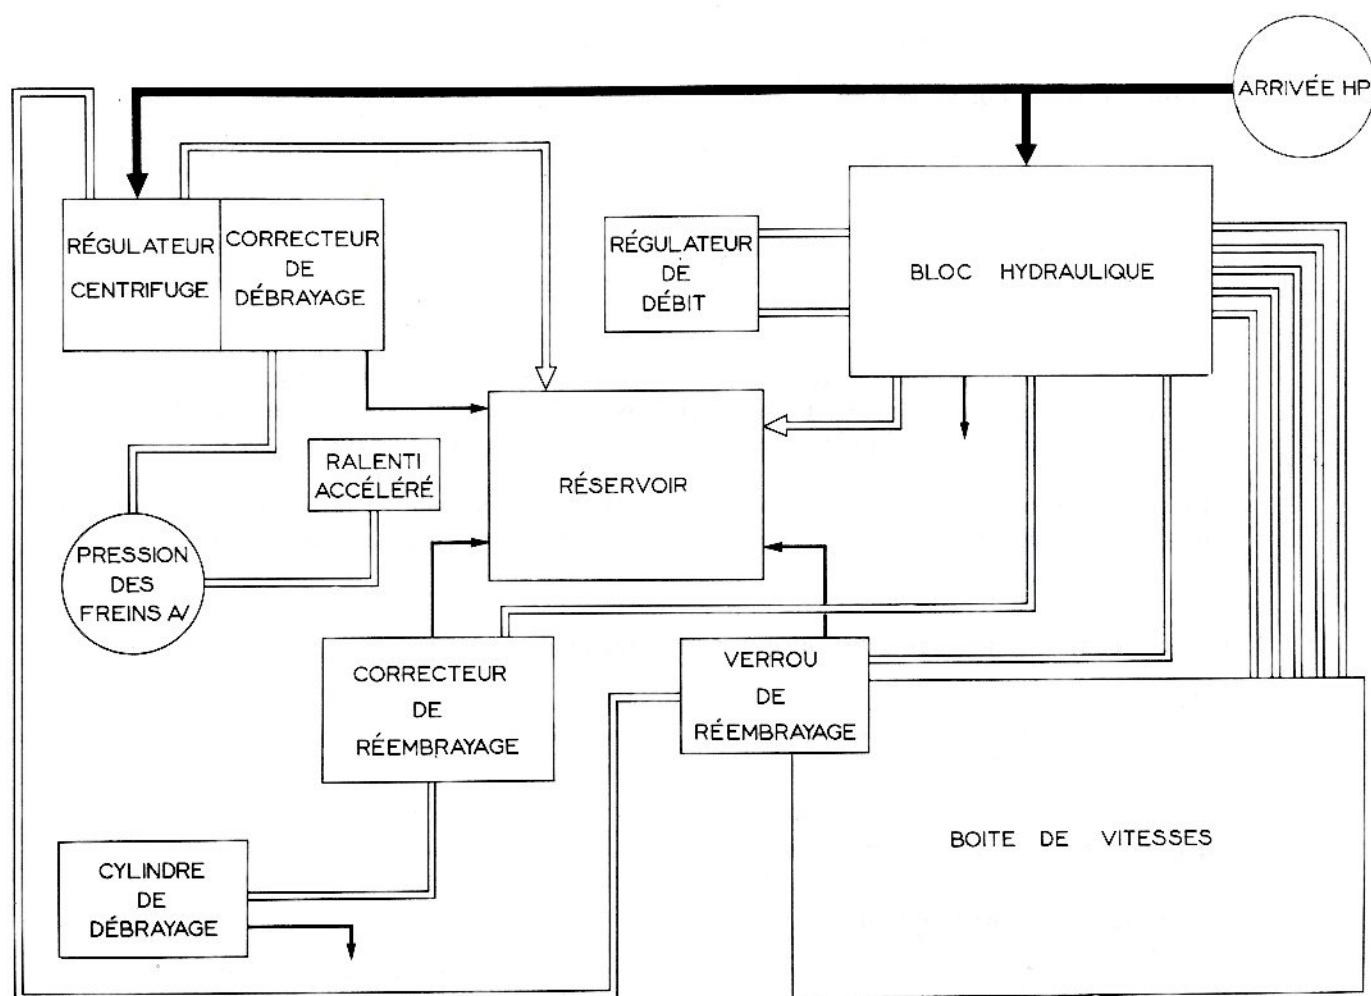 ARRIVÉE HP
RÉGULATEUR
CENTRIFUGE
CORRECTEUR
DE
DÉBRAYAGE
RÉGULATEUR
DE
DÉBIT
BLOC HYDRAULIQUE
RALENTI
ACCÉLÉRÉ
RÉSERVOIR
PRESSION
DES
FREINS AV
CORRECTEUR
DE
RÉEMBRAYAGE
VERROU
DE
RÉEMBRAYAGE
CYLINDRE
DE
DÉBRAYAGE
BOITE DE VITESSES